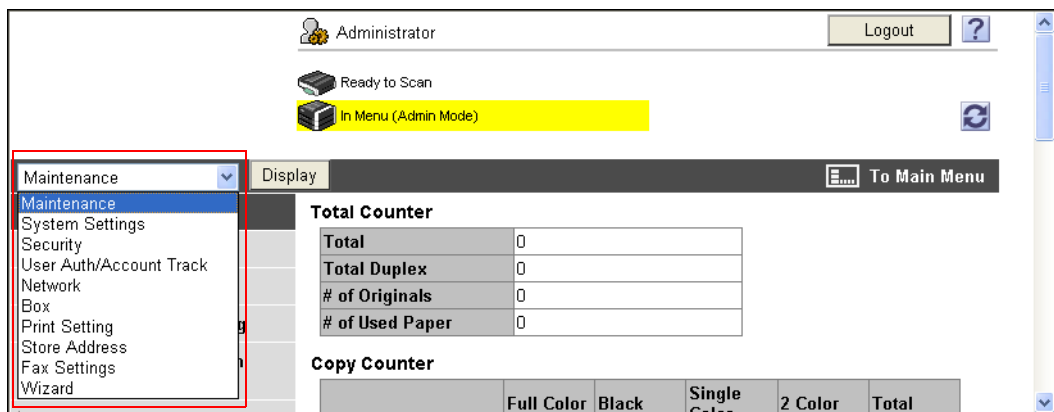 Administrator
Logout
?
Ready to Scan
In Menu (Admin Mode)
Maintenance
Display
To Main Menu
Maintenance
System Settings
Security
User Auth/Account Track
Network
Box
Print Setting
Store Address
Fax Settings
Wizard
Total Counter
Total 0
Total Duplex 0
# of Originals 0
# of Used Paper 0
Copy Counter
Full Color Black Single Color 2 Color Total